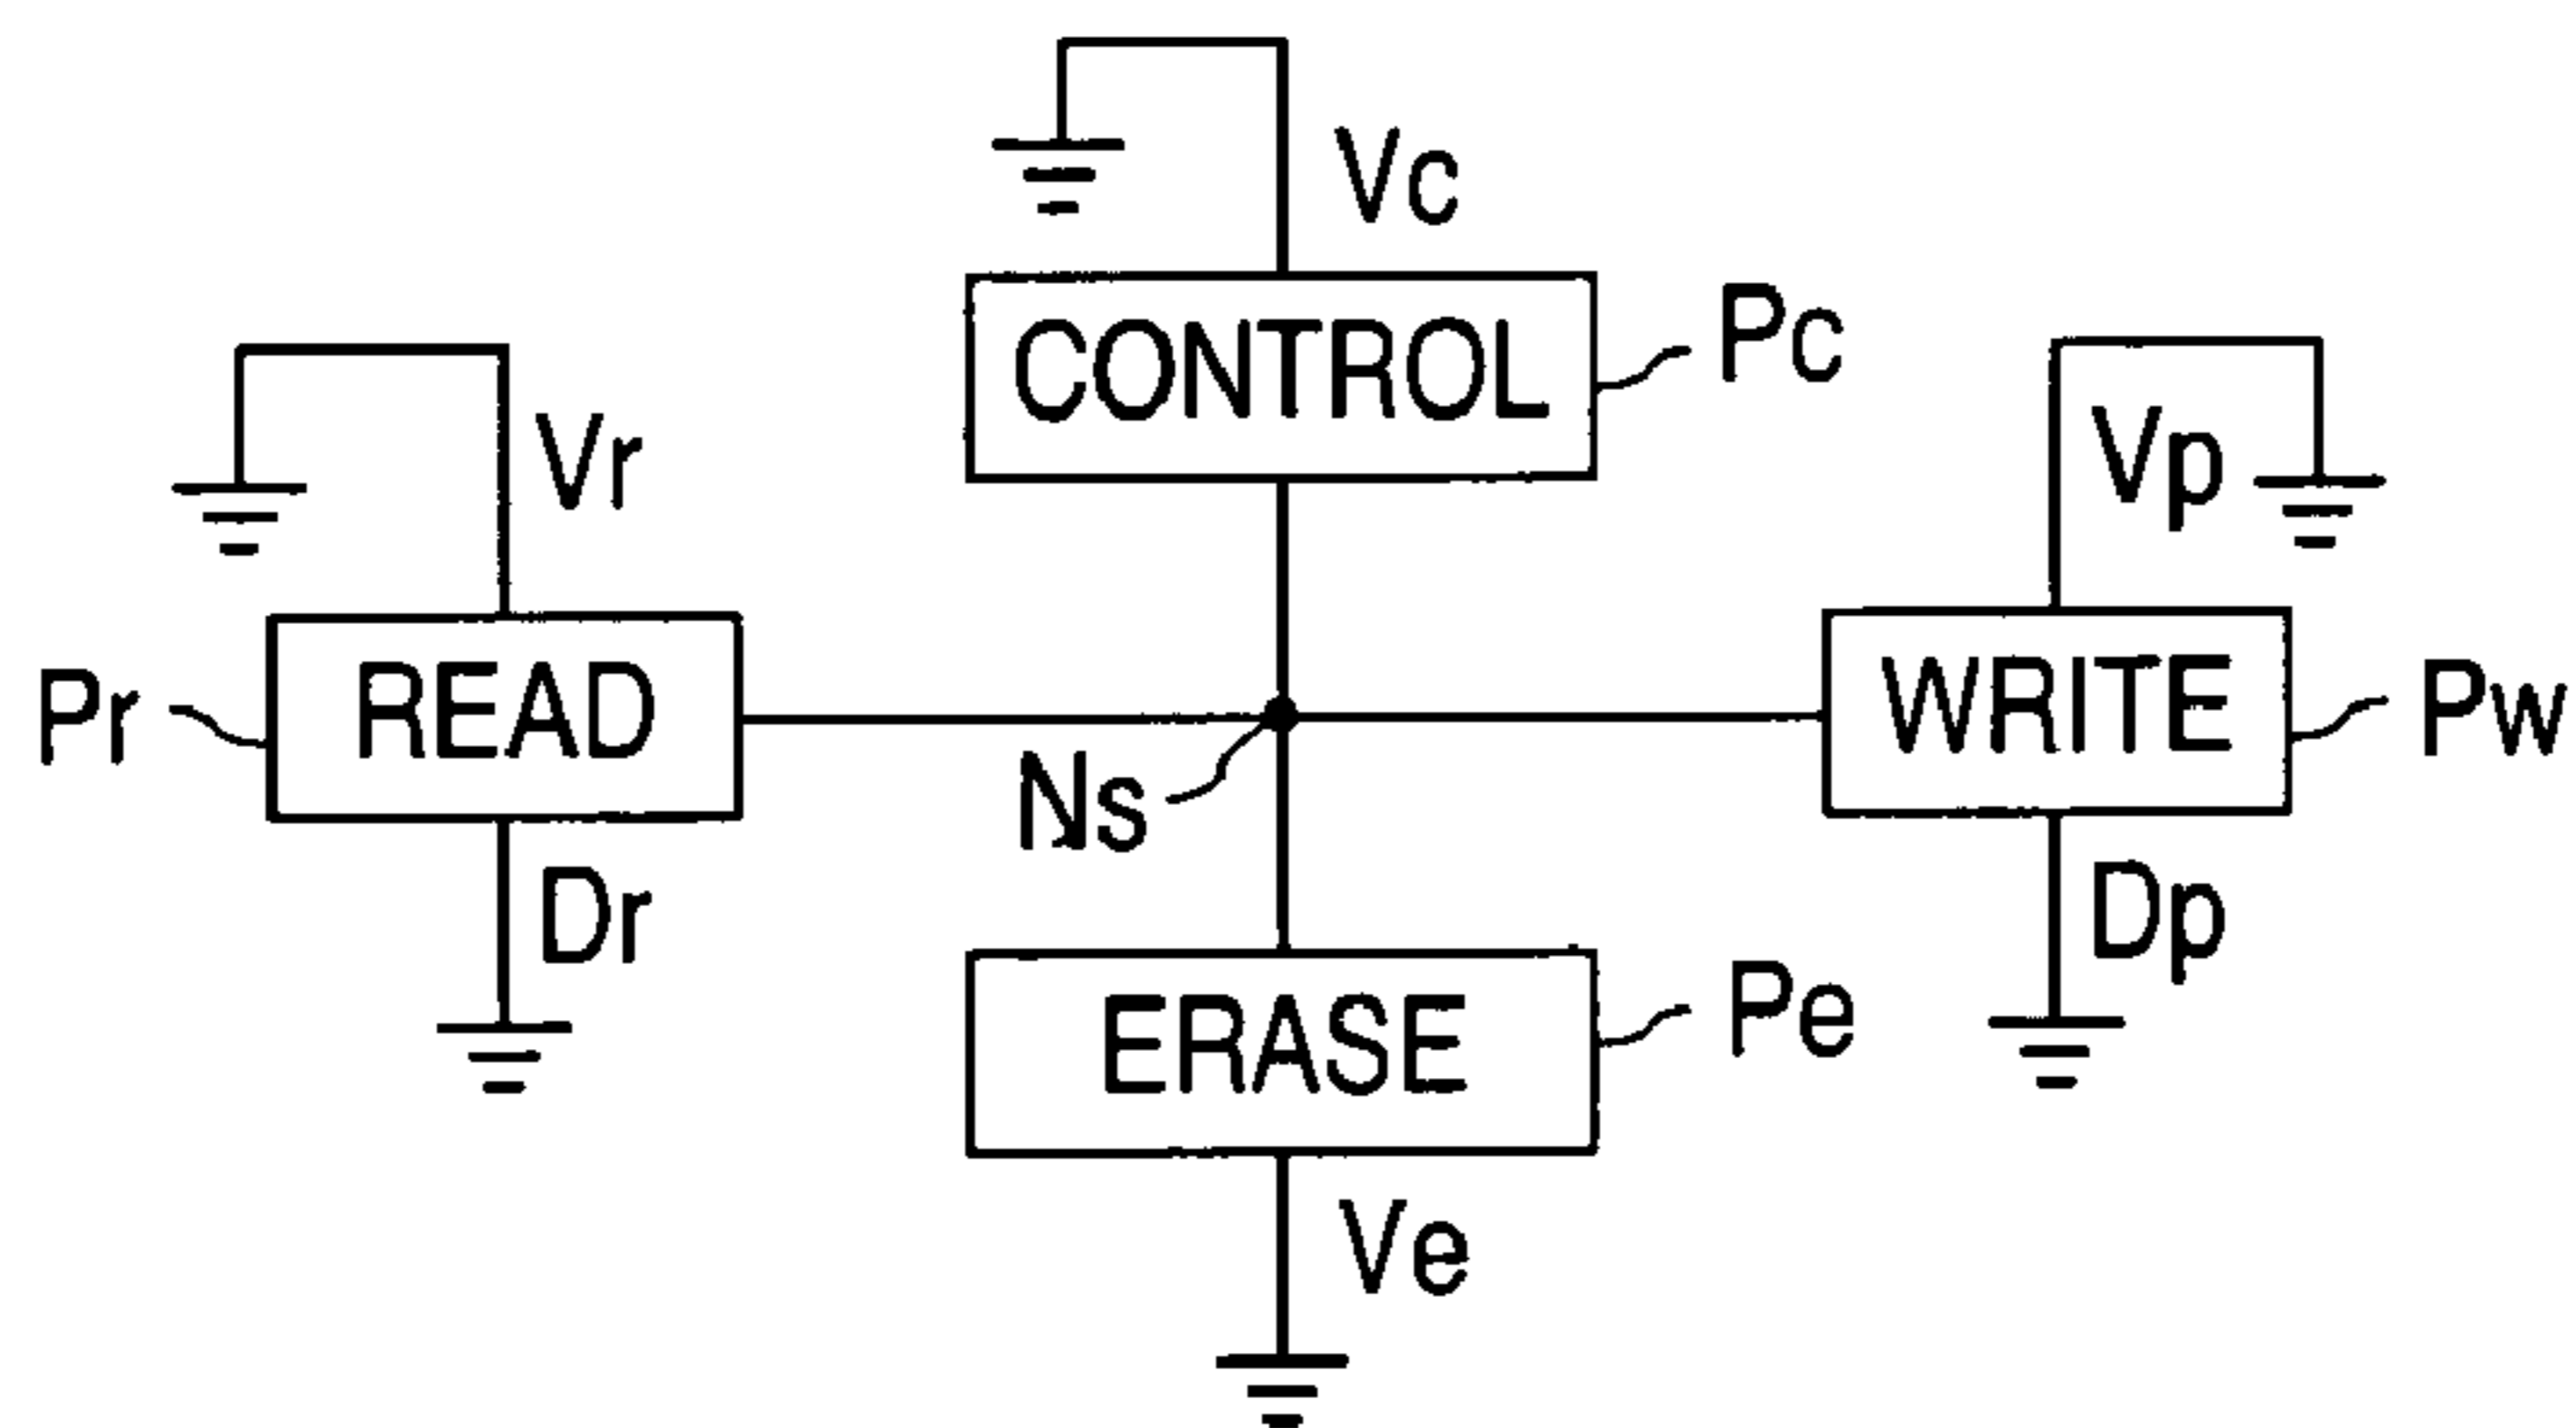 Vc
CONTROL
Pc
Vr
Vp
Pr
READ
WRITE
Pw
Ns
Dr
Dp
ERASE
Pe
Ve